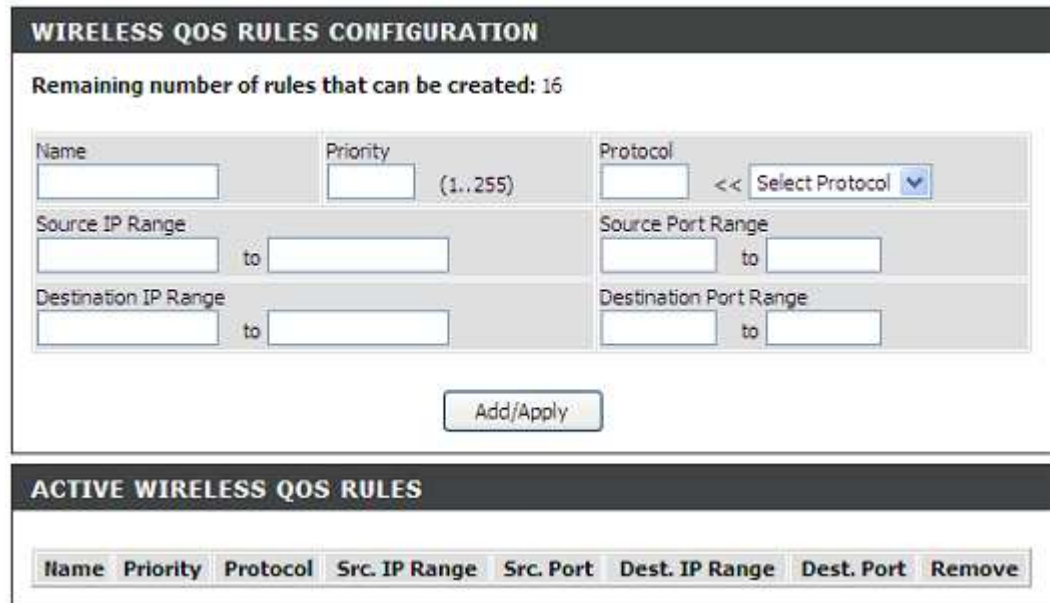 WIRELESS QOS RULES CONFIGURATION
Remaining number of rules that can be created: 16
Name Priority Protocol
(1..255) << Select Protocol
Source IP Range Source Port Range
to to
Destination IP Range Destination Port Range
to to
Add/Apply
ACTIVE WIRELESS QOS RULES
Name Priority Protocol Src. IP Range Src. Port Dest. IP Range Dest. Port Remove